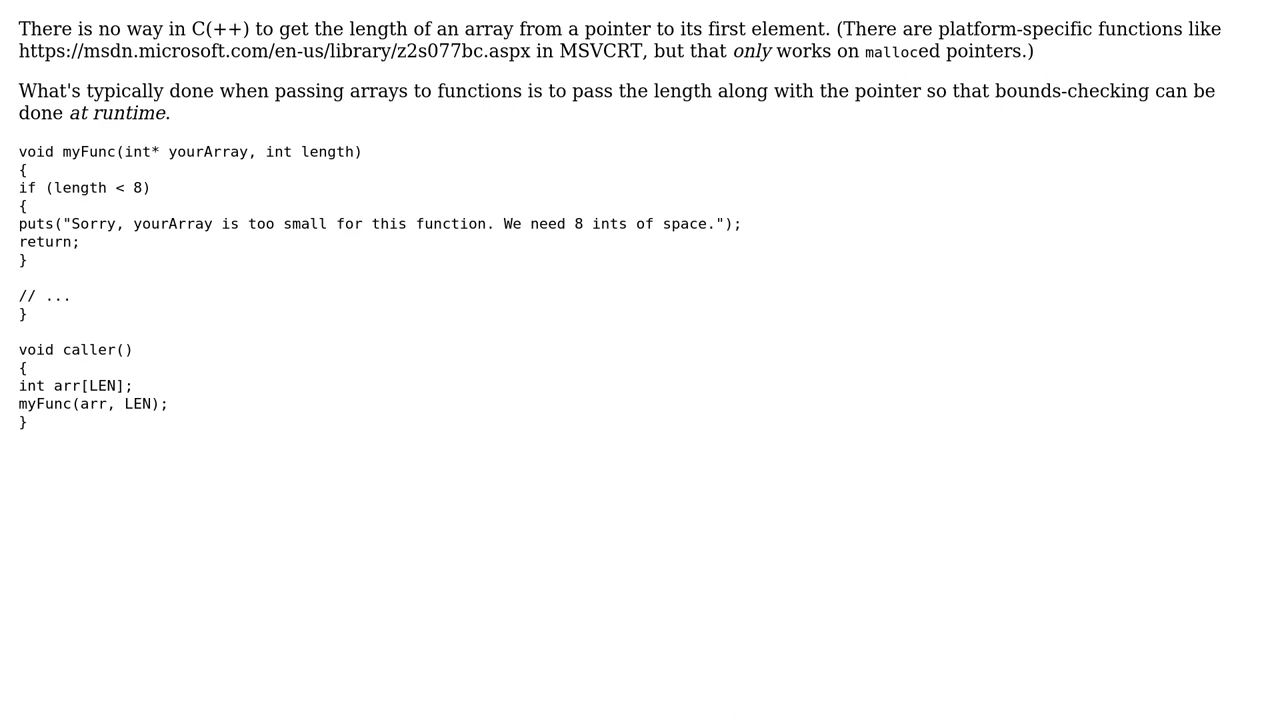 There is no way in C(++) to get the length of an array from a pointer to its first element. (There are platform-specific functions like
https://msdn.microsoft.com/en-us/library/z2s077bc.aspx in MSVCRT, but that only works on malloced pointers.)
What's typically done when passing arrays to functions is to pass the length along with the pointer so that bounds-checking can be
done at runtime.
void myFunc(int* yourArray, int length)
{
if (length < 8)
{
puts("Sorry, yourArray is too small for this function. We need 8 ints of space.");
return;
}
// ...
}
void caller()
{
int arr[LEN];
myFunc(arr, LEN);
}